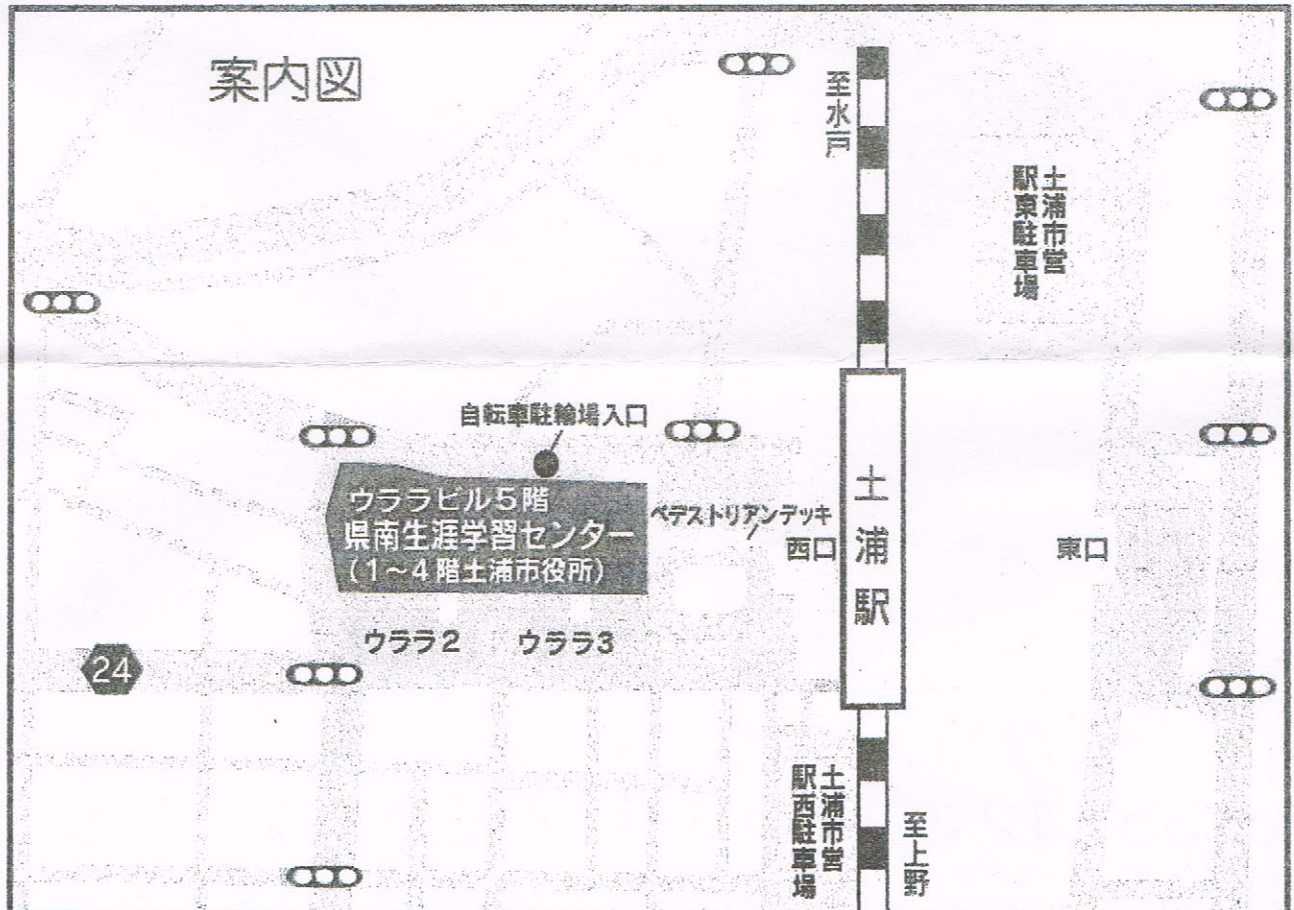 案内図
至水戸
土浦市営
駅東駐車場
自転車駐輪場入口
ウララビル5階
県南生涯学習センター
(1~4階土浦市役所)
ペデストリアンデッキ
西口
土浦駅
東口
ウララ2
ウララ3
24
土浦市営
駅西駐車場
至上野